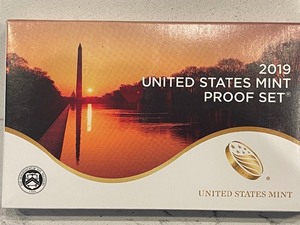 2019
UNITED STATES MINT
PROOF SET
UNITED STATES MINT